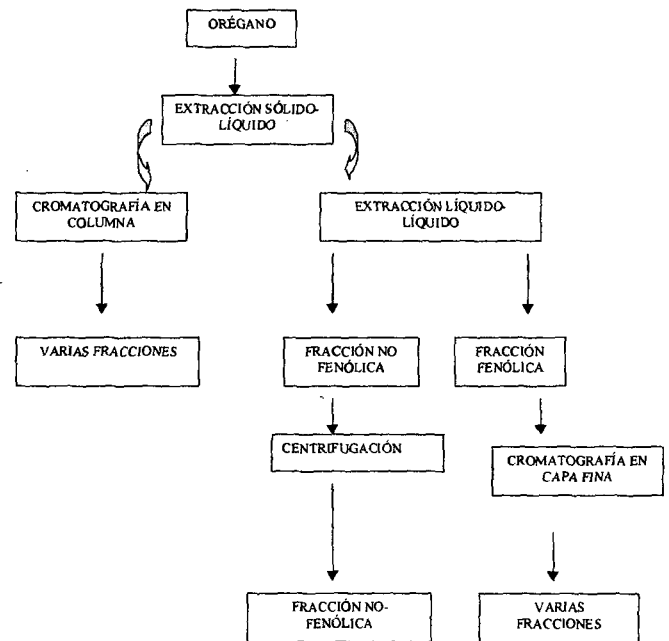 ORÉGANO
EXTRACCIÓN SÓLIDO-
LÍQUIDO
CROMATOGRAFÍA EN
COLUMNA
EXTRACCIÓN LÍQUIDO-
LÍQUIDO
VARIAS FRACCIONES
FRACCIÓN NO
FENÓLICA
FRACCIÓN
FENÓLICA
CENTRIFUGACIÓN
CROMATOGRAFÍA EN
CAPA FINA
FRACCIÓN NO-
FENÓLICA
VARIAS
FRACCIONES